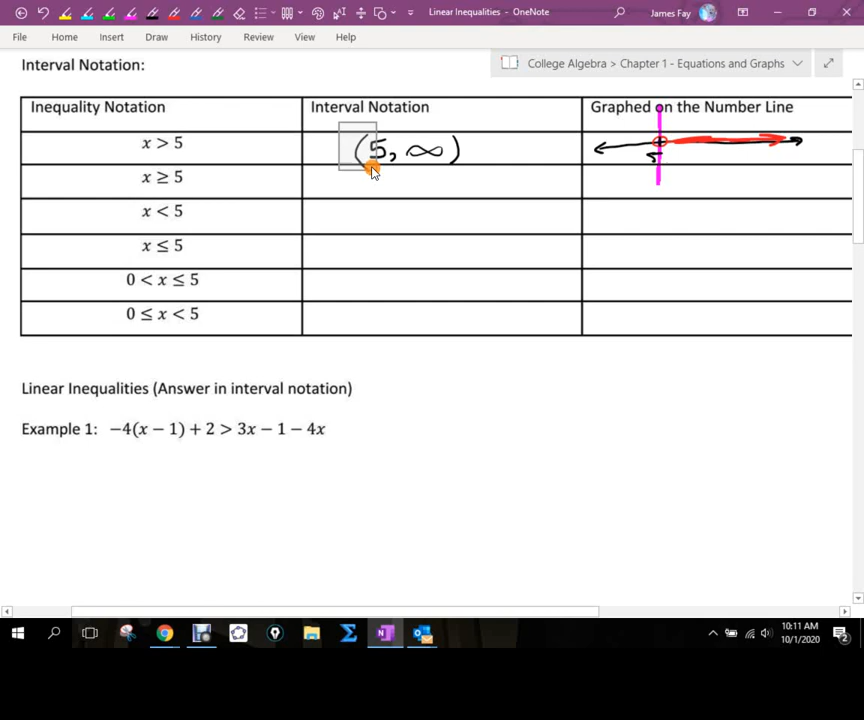 Linear Inequalities - OneNote
James Fay
File Home Insert Draw History Review View Help
Interval Notation:
College Algebra > Chapter 1 - Equations and Graphs
Inequality Notation Interval Notation Graphed on the Number Line
x > 5 (5, ∞) 5
x ≥ 5
x < 5
x ≤ 5
0 < x ≤ 5
0 ≤ x < 5
Linear Inequalities (Answer in interval notation)
Example 1: −4(x − 1) + 2 > 3x − 1 − 4x
10:11 AM
10/1/2020
2